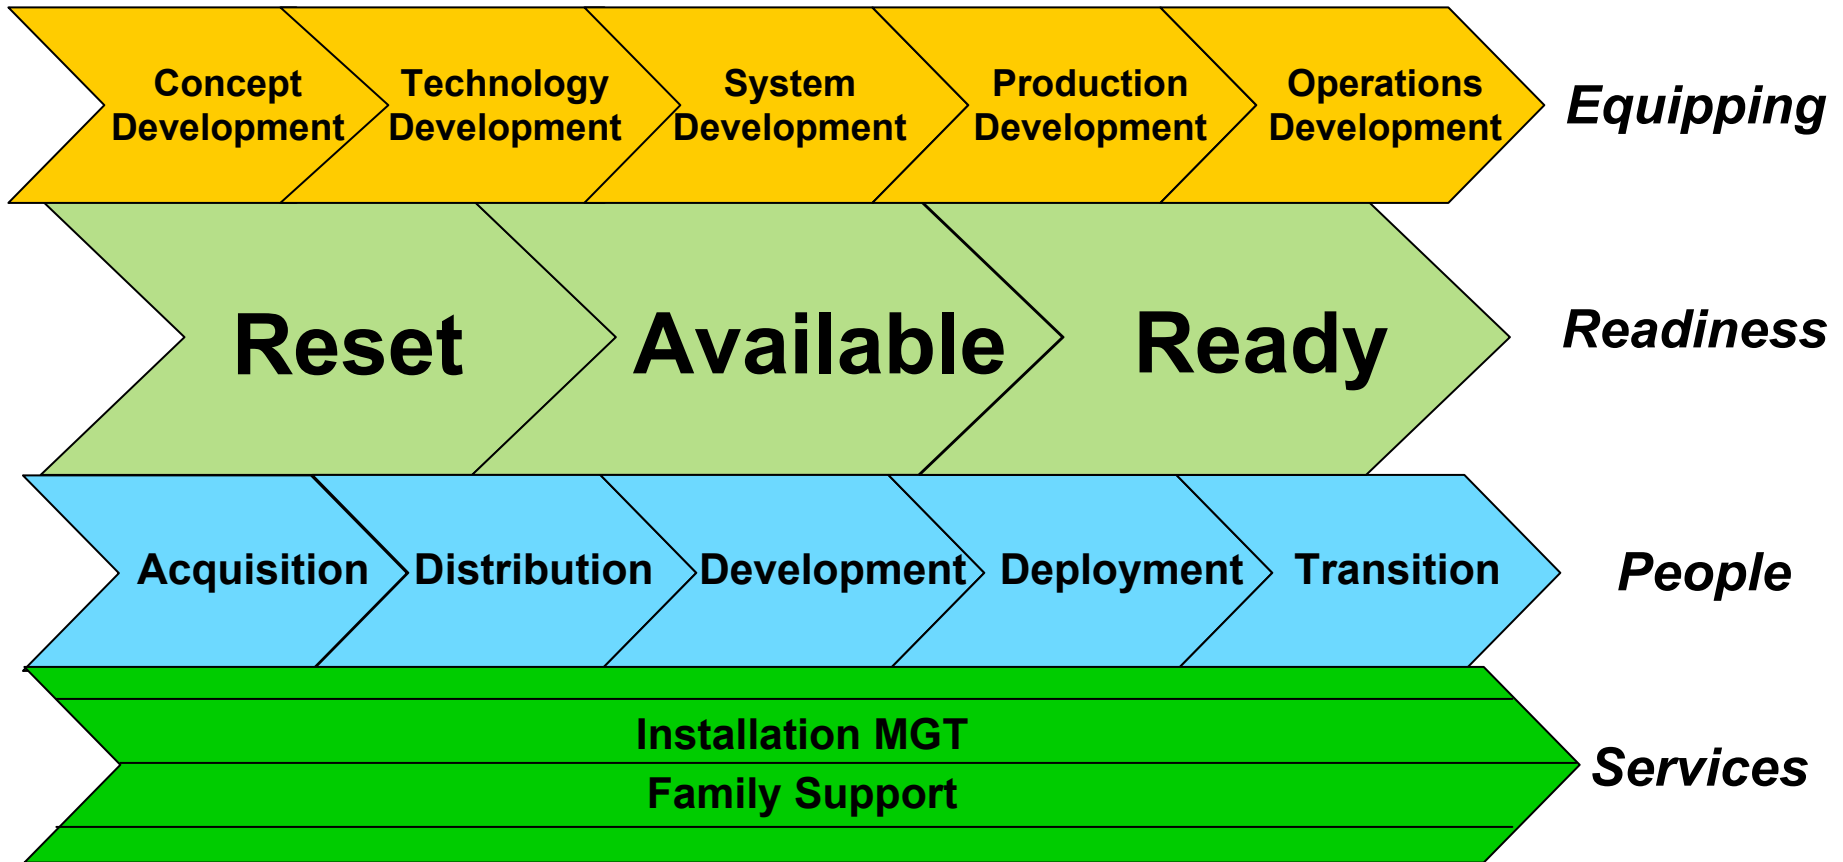 Concept Technology System Production Operations
Development Development Development Development Development
Equipping
Reset Available Ready
Readiness
Acquisition Distribution Development Deployment Transition
People
Installation MGT
Family Support
Services